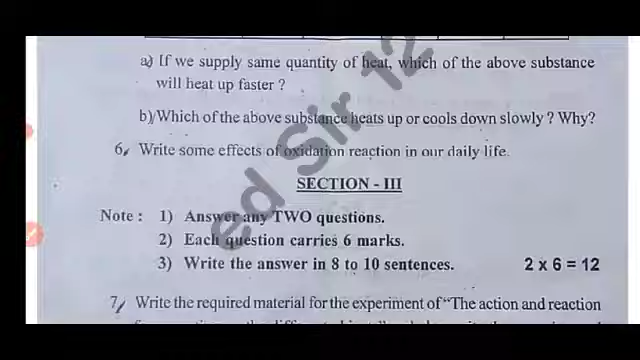 a) If we supply same quantity of heat, which of the above substance
will heat up faster ?
b) Which of the above substance heats up or cools down slowly ? Why?
6. Write some effects of oxidation reaction in our daily life.
SECTION - III
Note : 1) Answer any TWO questions.
2) Each question carries 6 marks.
3) Write the answer in 8 to 10 sentences. 2 x 6 = 12
7. Write the required material for the experiment of "The action and reaction
ed Sir 12